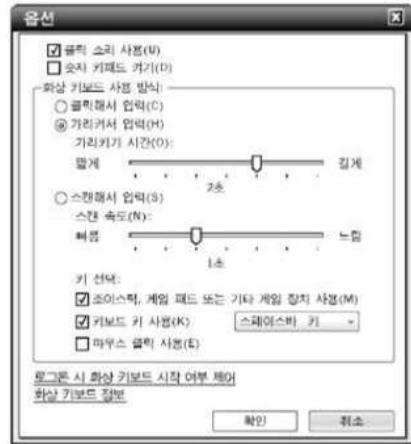 옵션
클릭 소리 사용(U)
숫자 키패드 켜기(D)
화상 키보드 사용 방식:
클릭해서 입력(C)
가리켜서 입력(H)
가리키기 시간(O):
짧게 길게
2초
스캔해서 입력(S)
스캔 속도(N):
빠름 느림
1초
키 선택:
조이스틱, 게임 패드 또는 기타 게임 장치 사용(M)
키보드 키 사용(K) 스페이스바 키
마우스 클릭 사용(E)
로그온 시 화상 키보드 시작 여부 제어
화상 키보드 정보
확인 취소